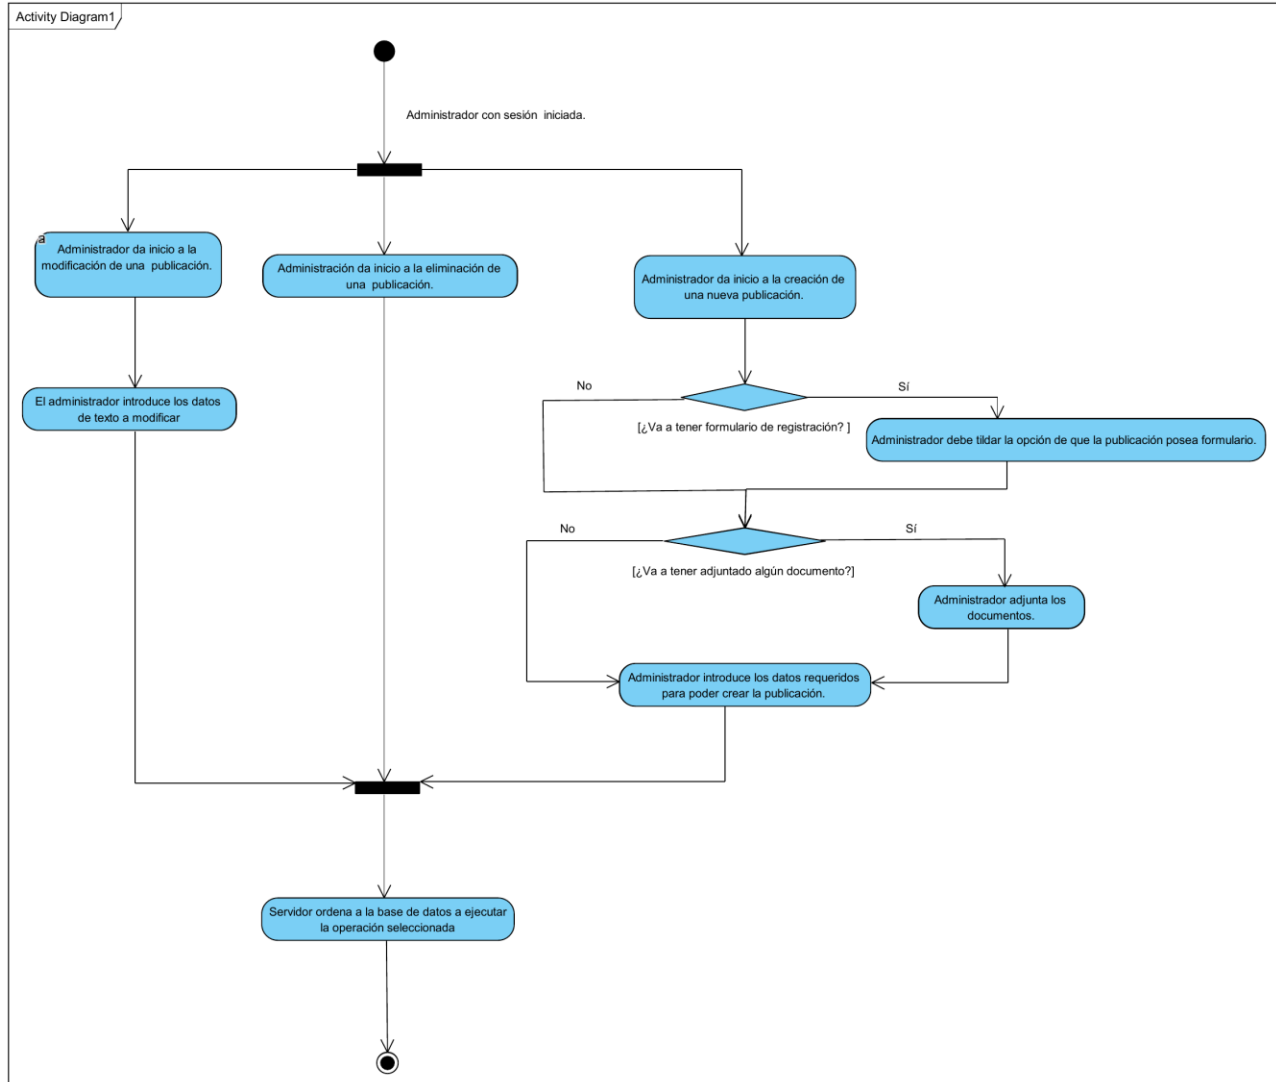 Activity Diagram1
Administrador con sesión  iniciada.
a
Administrador da inicio a la
modificación de una  publicación.
Administración da inicio a la eliminación de
una  publicación.
Administrador da inicio a la creación de
una nueva publicación.
El administrador introduce los datos
de texto a modificar
No
Sí
[¿Va a tener formulario de registración? ]
Administrador debe tildar la opción de que la publicación posea formulario.
No
Sí
[¿Va a tener adjuntado algún documento?]
Administrador adjunta los
documentos.
Administrador introduce los datos requeridos
para poder crear la publicación.
Servidor ordena a la base de datos a ejecutar
la operación seleccionada